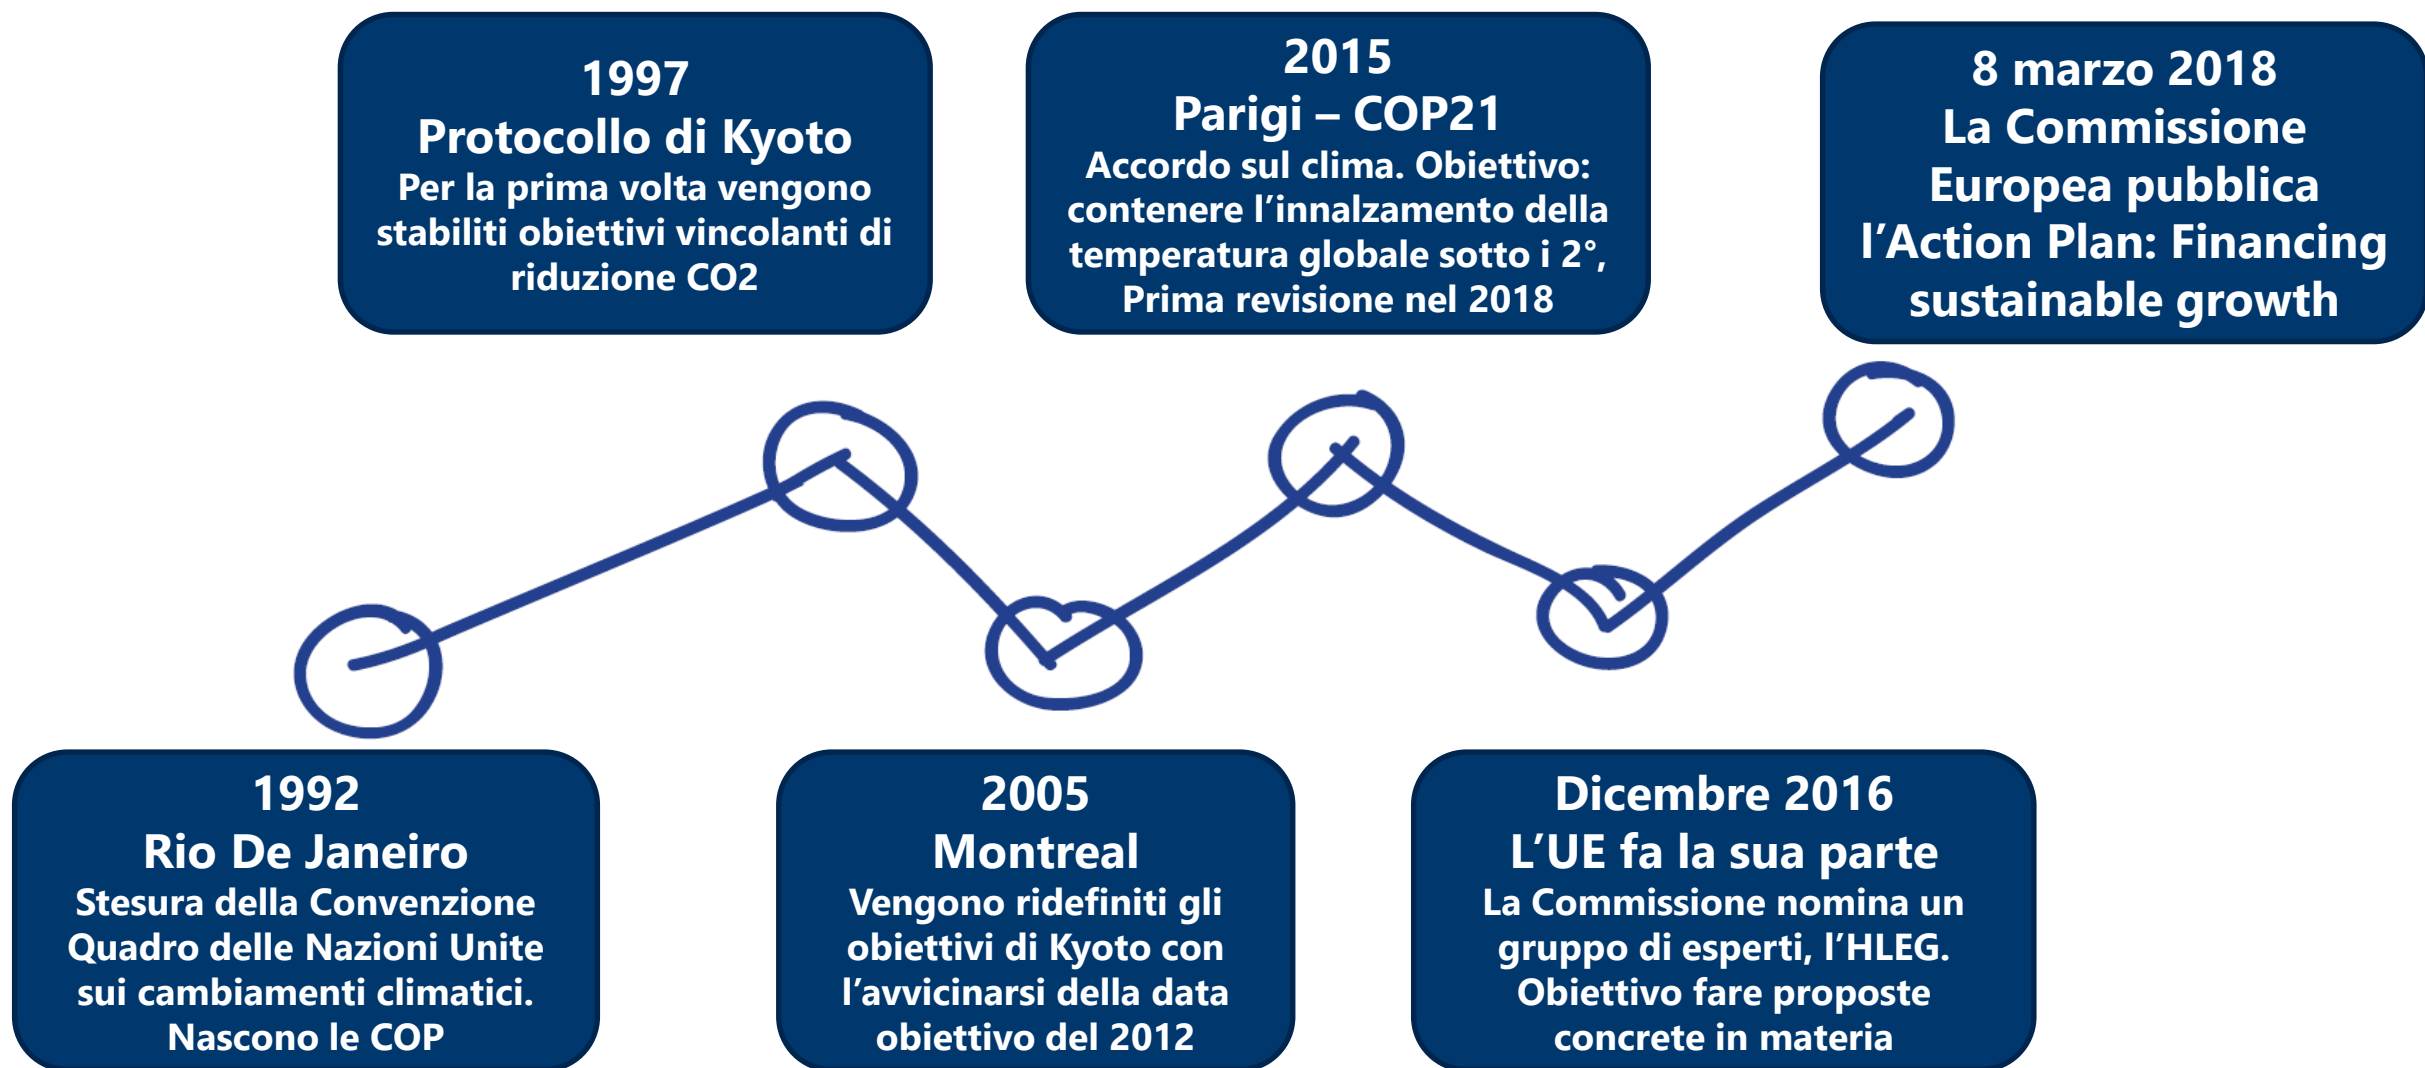 1997
Protocollo di Kyoto
Per la prima volta vengono
stabiliti obiettivi vincolanti di
riduzione CO2
2015
Parigi – COP21
Accordo sul clima. Obiettivo:
contenere l’innalzamento della
temperatura globale sotto i 2°,
Prima revisione nel 2018
8 marzo 2018
La Commissione
Europea pubblica
l’Action Plan: Financing
sustainable growth
1992
Rio De Janeiro
Stesura della Convenzione
Quadro delle Nazioni Unite
sui cambiamenti climatici.
Nascono le COP
2005
Montreal
Vengono ridefiniti gli
obiettivi di Kyoto con
l’avvicinarsi della data
obiettivo del 2012
Dicembre 2016
L’UE fa la sua parte
La Commissione nomina un
gruppo di esperti, l’HLEG.
Obiettivo fare proposte
concrete in materia